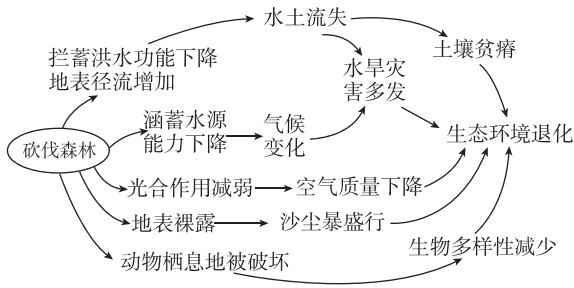 水土流失
拦蓄洪水功能下降
地表径流增加
土壤贫瘠
水旱灾
害多发
涵蓄水源
能力下降
气候
变化
生态环境退化
砍伐森林
光合作用减弱
空气质量下降
地表裸露
沙尘暴盛行
动物栖息地被破坏
生物多样性减少